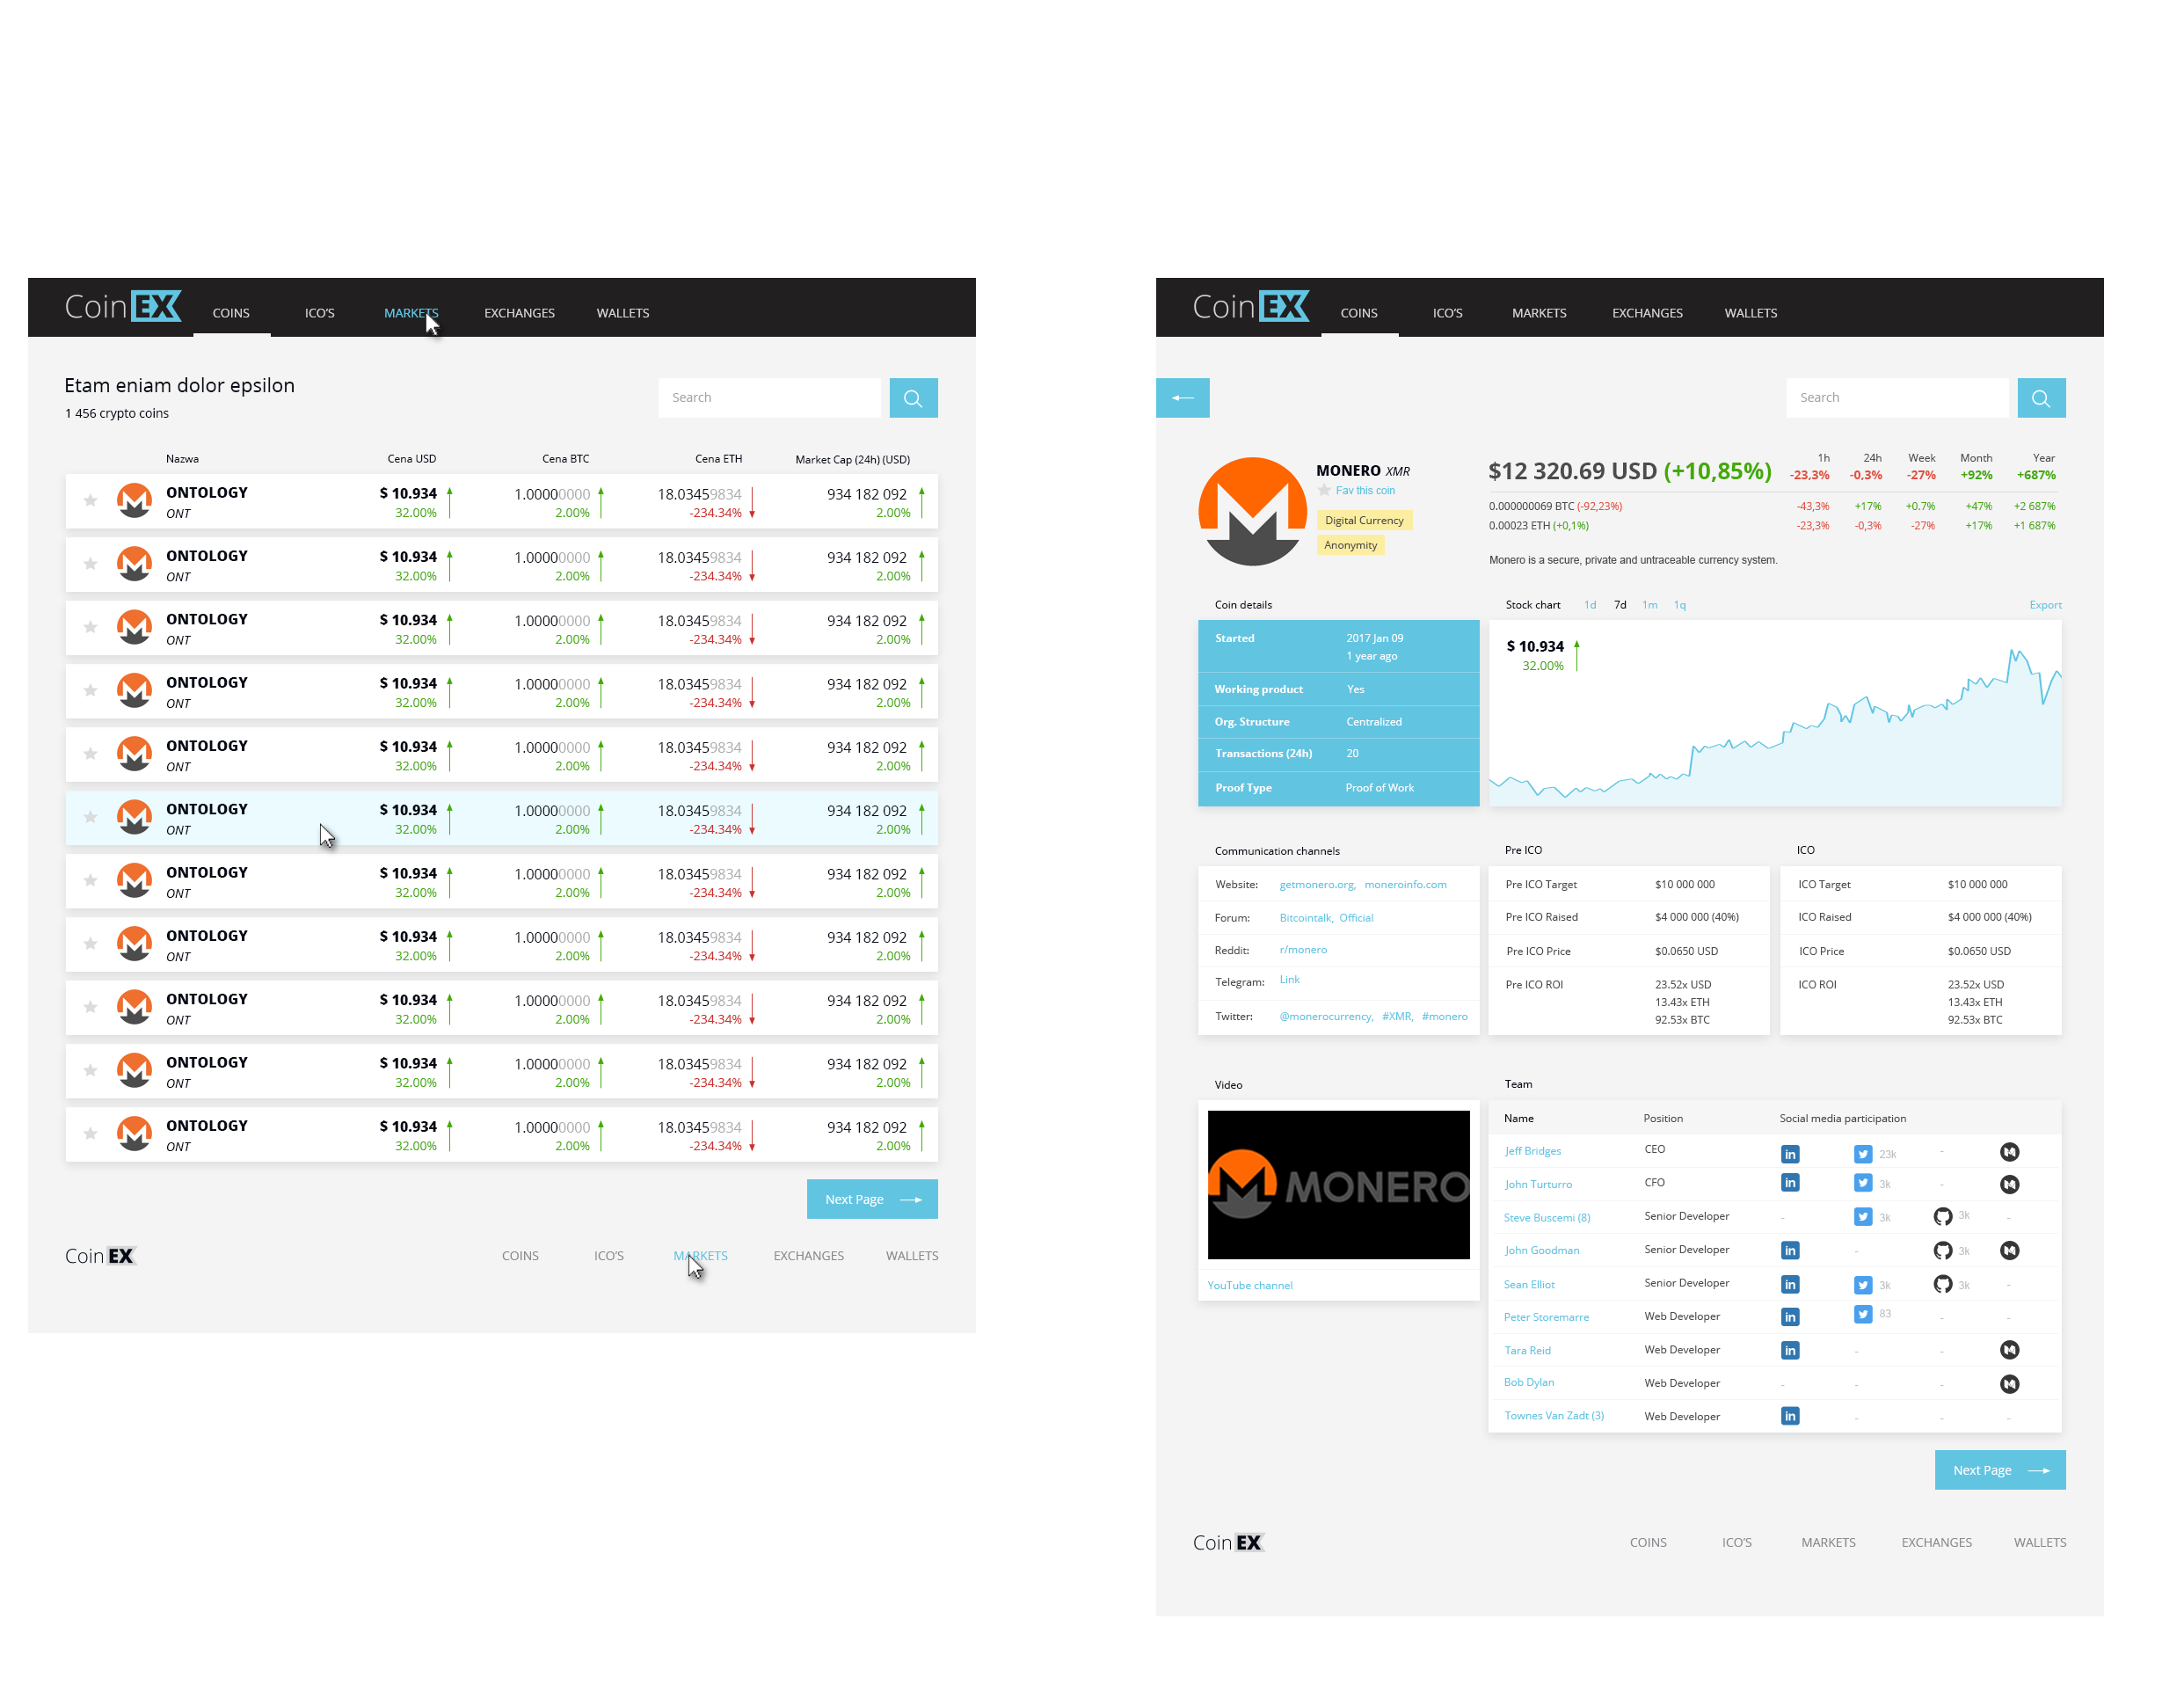 Coin EX COINS ICO'S MARKETS EXCHANGES WALLETS
Etam eniam dolor epsilon
1 456 crypto coins
Search
Nazwa Cena USD Cena BTC Cena ETH Market Cap (24h) (USD)
ONTOLOGY $ 10.934 1.00000000 18.03459834 934 182 092
ONT 32.00% 2.00% -234.34% 2.00%
ONTOLOGY $ 10.934 1.00000000 18.03459834 934 182 092
ONT 32.00% 2.00% -234.34% 2.00%
ONTOLOGY $ 10.934 1.00000000 18.03459834 934 182 092
ONT 32.00% 2.00% -234.34% 2.00%
ONTOLOGY $ 10.934 1.00000000 18.03459834 934 182 092
ONT 32.00% 2.00% -234.34% 2.00%
ONTOLOGY $ 10.934 1.00000000 18.03459834 934 182 092
ONT 32.00% 2.00% -234.34% 2.00%
ONTOLOGY $ 10.934 1.00000000 18.03459834 934 182 092
ONT 32.00% 2.00% -234.34% 2.00%
ONTOLOGY $ 10.934 1.00000000 18.03459834 934 182 092
ONT 32.00% 2.00% -234.34% 2.00%
ONTOLOGY $ 10.934 1.00000000 18.03459834 934 182 092
ONT 32.00% 2.00% -234.34% 2.00%
ONTOLOGY $ 10.934 1.00000000 18.03459834 934 182 092
ONT 32.00% 2.00% -234.34% 2.00%
ONTOLOGY $ 10.934 1.00000000 18.03459834 934 182 092
ONT 32.00% 2.00% -234.34% 2.00%
ONTOLOGY $ 10.934 1.00000000 18.03459834 934 182 092
ONT 32.00% 2.00% -234.34% 2.00%
Next Page
Coin EX COINS ICO'S MARKETS EXCHANGES WALLETS
Coin EX COINS ICO'S MARKETS EXCHANGES WALLETS
Search
MONERO XMR
Fav this coin
Digital Currency
Anonymity
$12 320.69 USD (+10,85%)
1h 24h Week Month Year
-23,3% -0,3% -27% +92% +687%
0.000000069 BTC (-92,23%) -43,3% +17% +0.7% +47% +2 687%
0.00023 ETH (+0,1%) -23,3% -0,3% -27% +17% +1 687%
Monero is a secure, private and untraceable currency system.
Coin details
Started 2017 Jan 09
1 year ago
Working product Yes
Org. Structure Centralized
Transactions (24h) 20
Proof Type Proof of Work
Stock chart 1d 7d 1m 1q Export
$ 10.934
32.00%
Communication channels
Website: getmonero.org, moneroinfo.com
Forum: Bitcointalk, Official
Reddit: r/monero
Telegram: Link
Twitter: @monerocurrency, #XMR, #monero
Pre ICO
Pre ICO Target $10 000 000
Pre ICO Raised $4 000 000 (40%)
Pre ICO Price $0.0650 USD
Pre ICO ROI 23.52x USD
13.43x ETH
92.53x BTC
ICO
ICO Target $10 000 000
ICO Raised $4 000 000 (40%)
ICO Price $0.0650 USD
ICO ROI 23.52x USD
13.43x ETH
92.53x BTC
Video
MONERO
YouTube channel
Team
Name Position Social media participation
Jeff Bridges CEO in 23k -
John Turturro CFO in 3k -
Steve Buscemi (8) Senior Developer - 3k 3k -
John Goodman Senior Developer in - 3k
Sean Elliot Senior Developer in 3k 3k -
Peter Storemarre Web Developer in 83 - -
Tara Reid Web Developer in - -
Bob Dylan Web Developer - - -
Townes Van Zadt (3) Web Developer in - - -
Next Page
Coin EX COINS ICO'S MARKETS EXCHANGES WALLETS